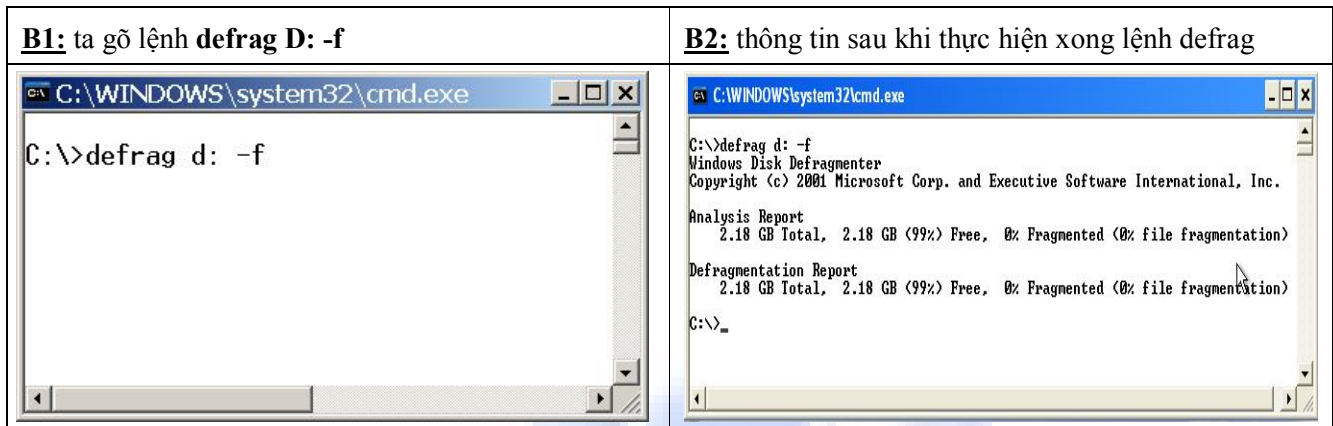 B1: ta gõ lệnh defrag D: -f
B2: thông tin sau khi thực hiện xong lệnh defrag
C:\WINDOWS\system32\cmd.exe
C:\>defrag d: -f
C:\WINDOWS\system32\cmd.exe
C:\>defrag d: -f
Windows Disk Defragmenter
Copyright (c) 2001 Microsoft Corp. and Executive Software International, Inc.
Analysis Report
2.18 GB Total, 2.18 GB (99%) Free, 0% Fragmented (0% file fragmentation)
Defragmentation Report
2.18 GB Total, 2.18 GB (99%) Free, 0% Fragmented (0% file fragmentation)
C:\>_